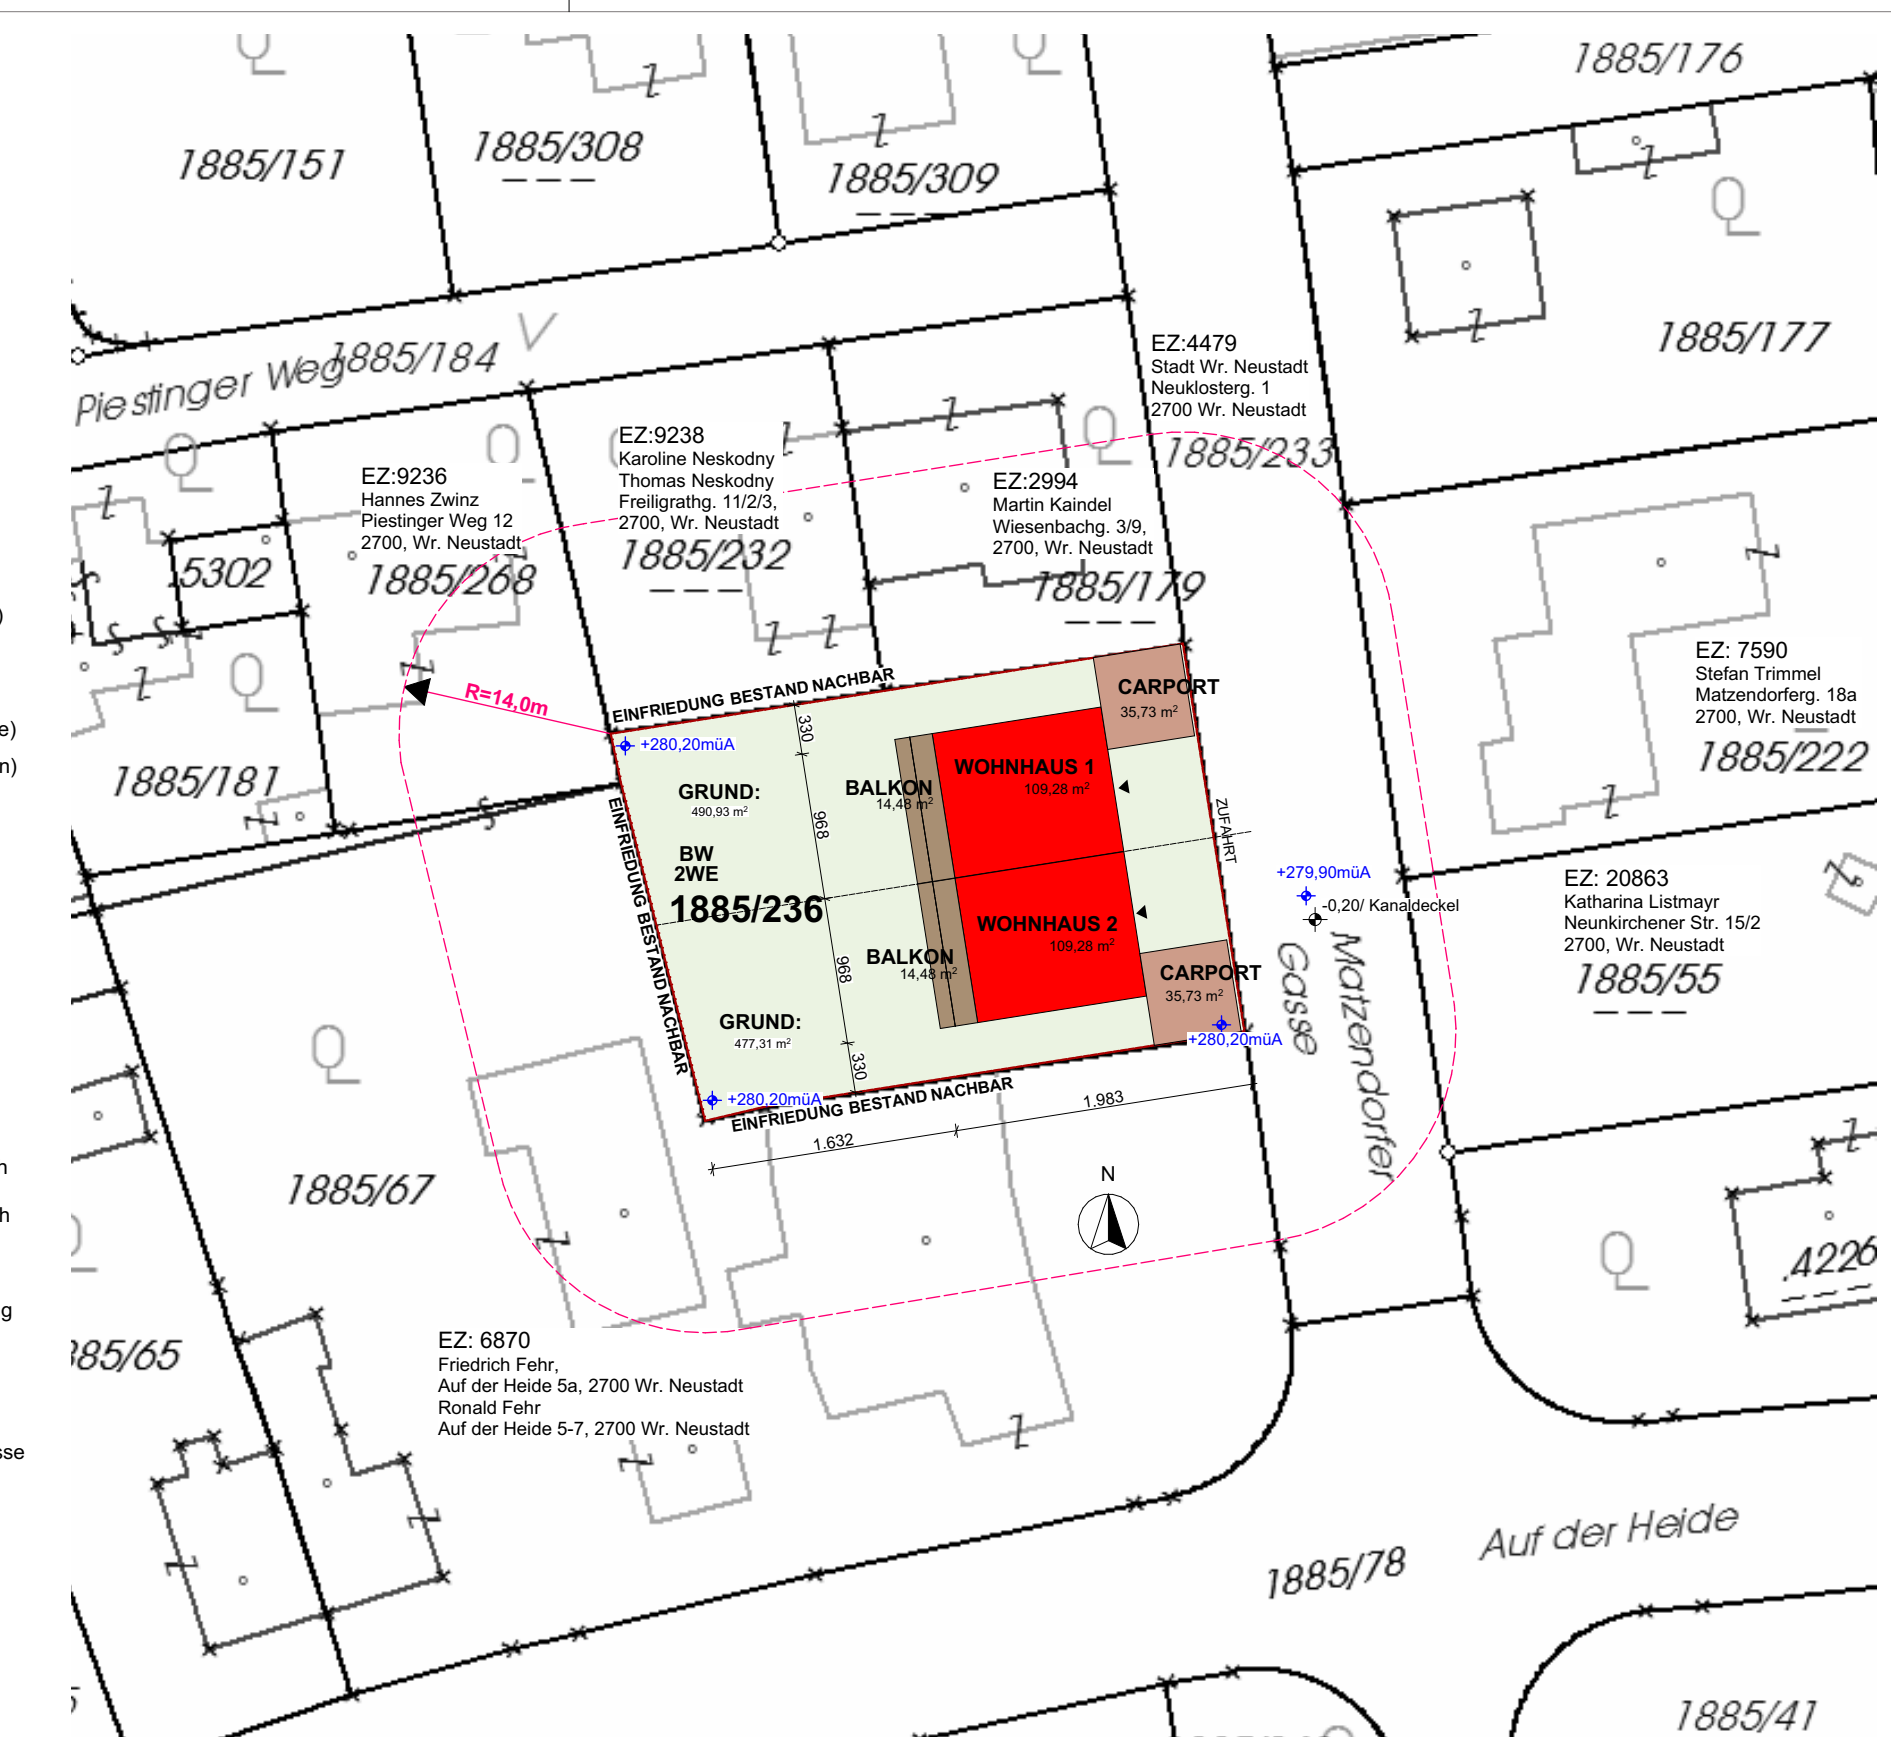 1885/176
1885/151
1885/308
1885/309
1885/177
Piestinger Weg
1885/184
EZ:4479
Stadt Wr. Neustadt
Neuklosterg. 1
2700 Wr. Neustadt
1885/233
EZ:9236
Hannes Zwinz
Piestinger Weg 12
2700, Wr. Neustadt
1885/268
EZ:9238
Karoline Neskodny
Thomas Neskodny
Freiligrathg. 11/2/3,
2700, Wr. Neustadt
1885/232
EZ:2994
Martin Kaindel
Wiesenbachg. 3/9,
2700, Wr. Neustadt
1885/179
.5302
)
EZ: 7590
Stefan Trimmel
Matzendorferg. 18a
2700, Wr. Neustadt
1885/222
e)
n)
1885/181
R=14,0m
EINFRIEDUNG BESTAND NACHBAR
+280,20müA
330
CARPORT
35,73 m²
WOHNHAUS 1
109,28 m²
BALKON
14,48 m²
GRUND:
490,93 m²
968
ZUFAHRT
BW
2WE
1885/236
EINFRIEDUNG BESTAND NACHBAR
+279,90müA
-0,20/ Kanaldeckel
EZ: 20863
Katharina Listmayr
Neunkirchener Str. 15/2
2700, Wr. Neustadt
1885/55
WOHNHAUS 2
109,28 m²
BALKON
14,48 m²
968
CARPORT
35,73 m²
+280,20müA
GRUND:
477,31 m²
330
+280,20müA
EINFRIEDUNG BESTAND NACHBAR
1.983
1.632
Matzendorfer
Gasse
N
1885/67
n
h
g
.4226
885/65
EZ: 6870
Friedrich Fehr,
Auf der Heide 5a, 2700 Wr. Neustadt
Ronald Fehr
Auf der Heide 5-7, 2700 Wr. Neustadt
sse
Auf der Heide
1885/78
1885/41